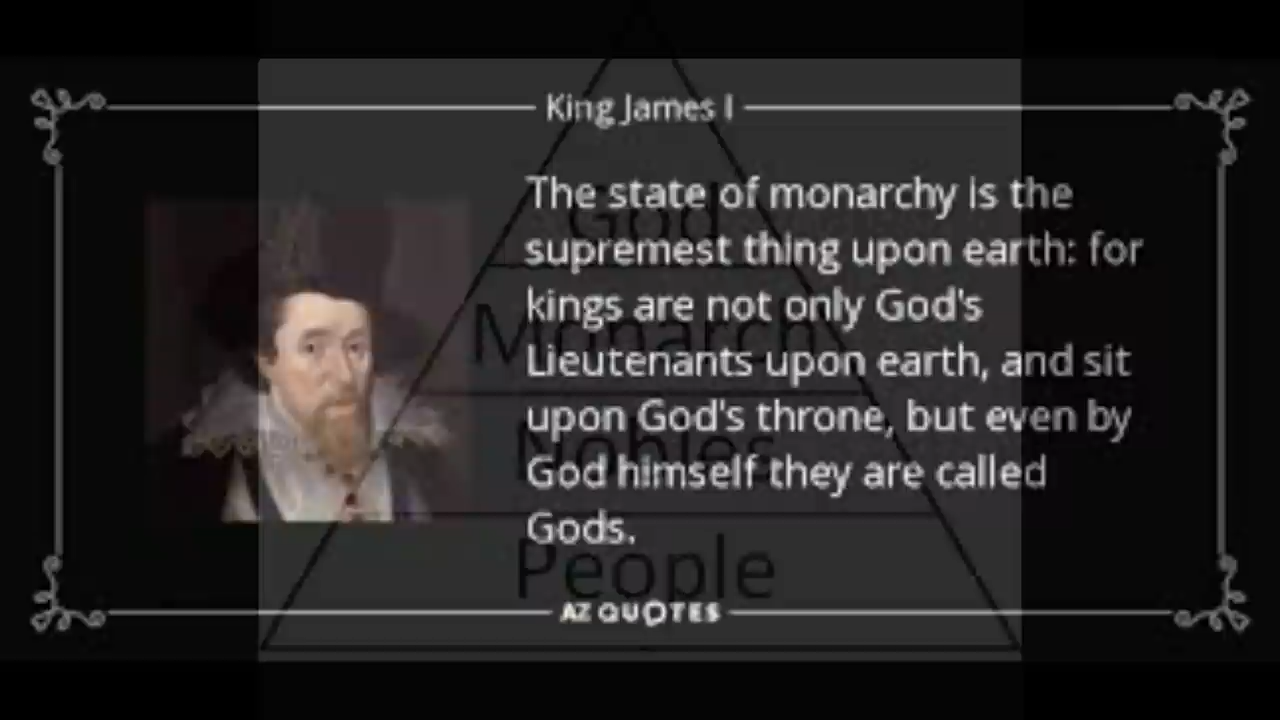 King James I
The state of monarchy is the
supremest thing upon earth: for
kings are not only God's
Lieutenants upon earth, and sit
upon God's throne, but even by
God himself they are called
Gods.
AZ QUOTES
God
Monarch
Nobles
People